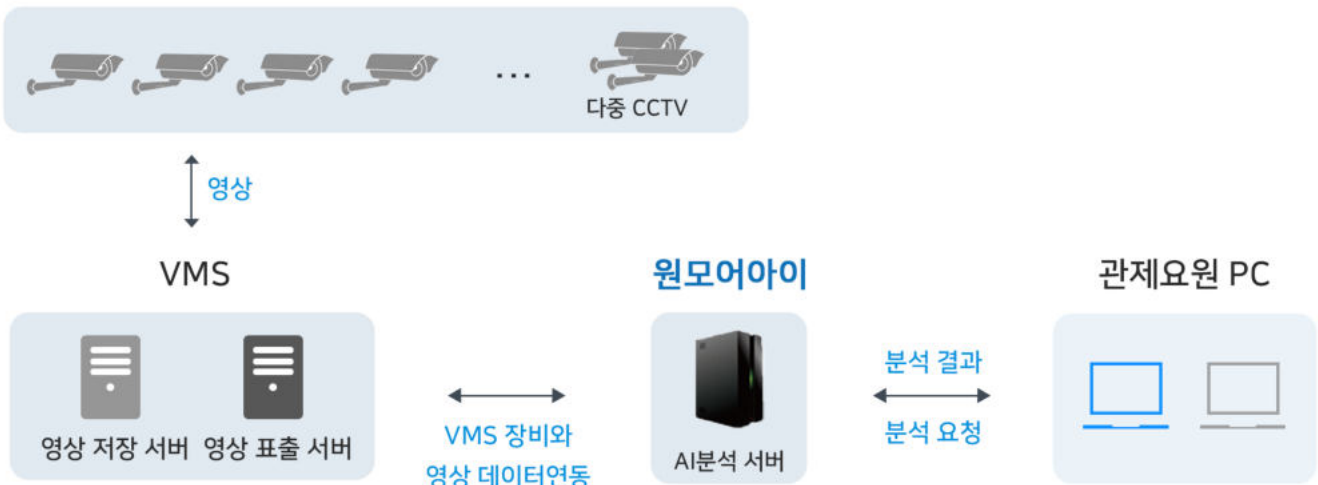 ...
다중 CCTV
영상
VMS
원모어아이
관제요원 PC
영상 저장 서버
영상 표출 서버
VMS 장비와
영상 데이터연동
AI분석 서버
분석 결과
분석 요청